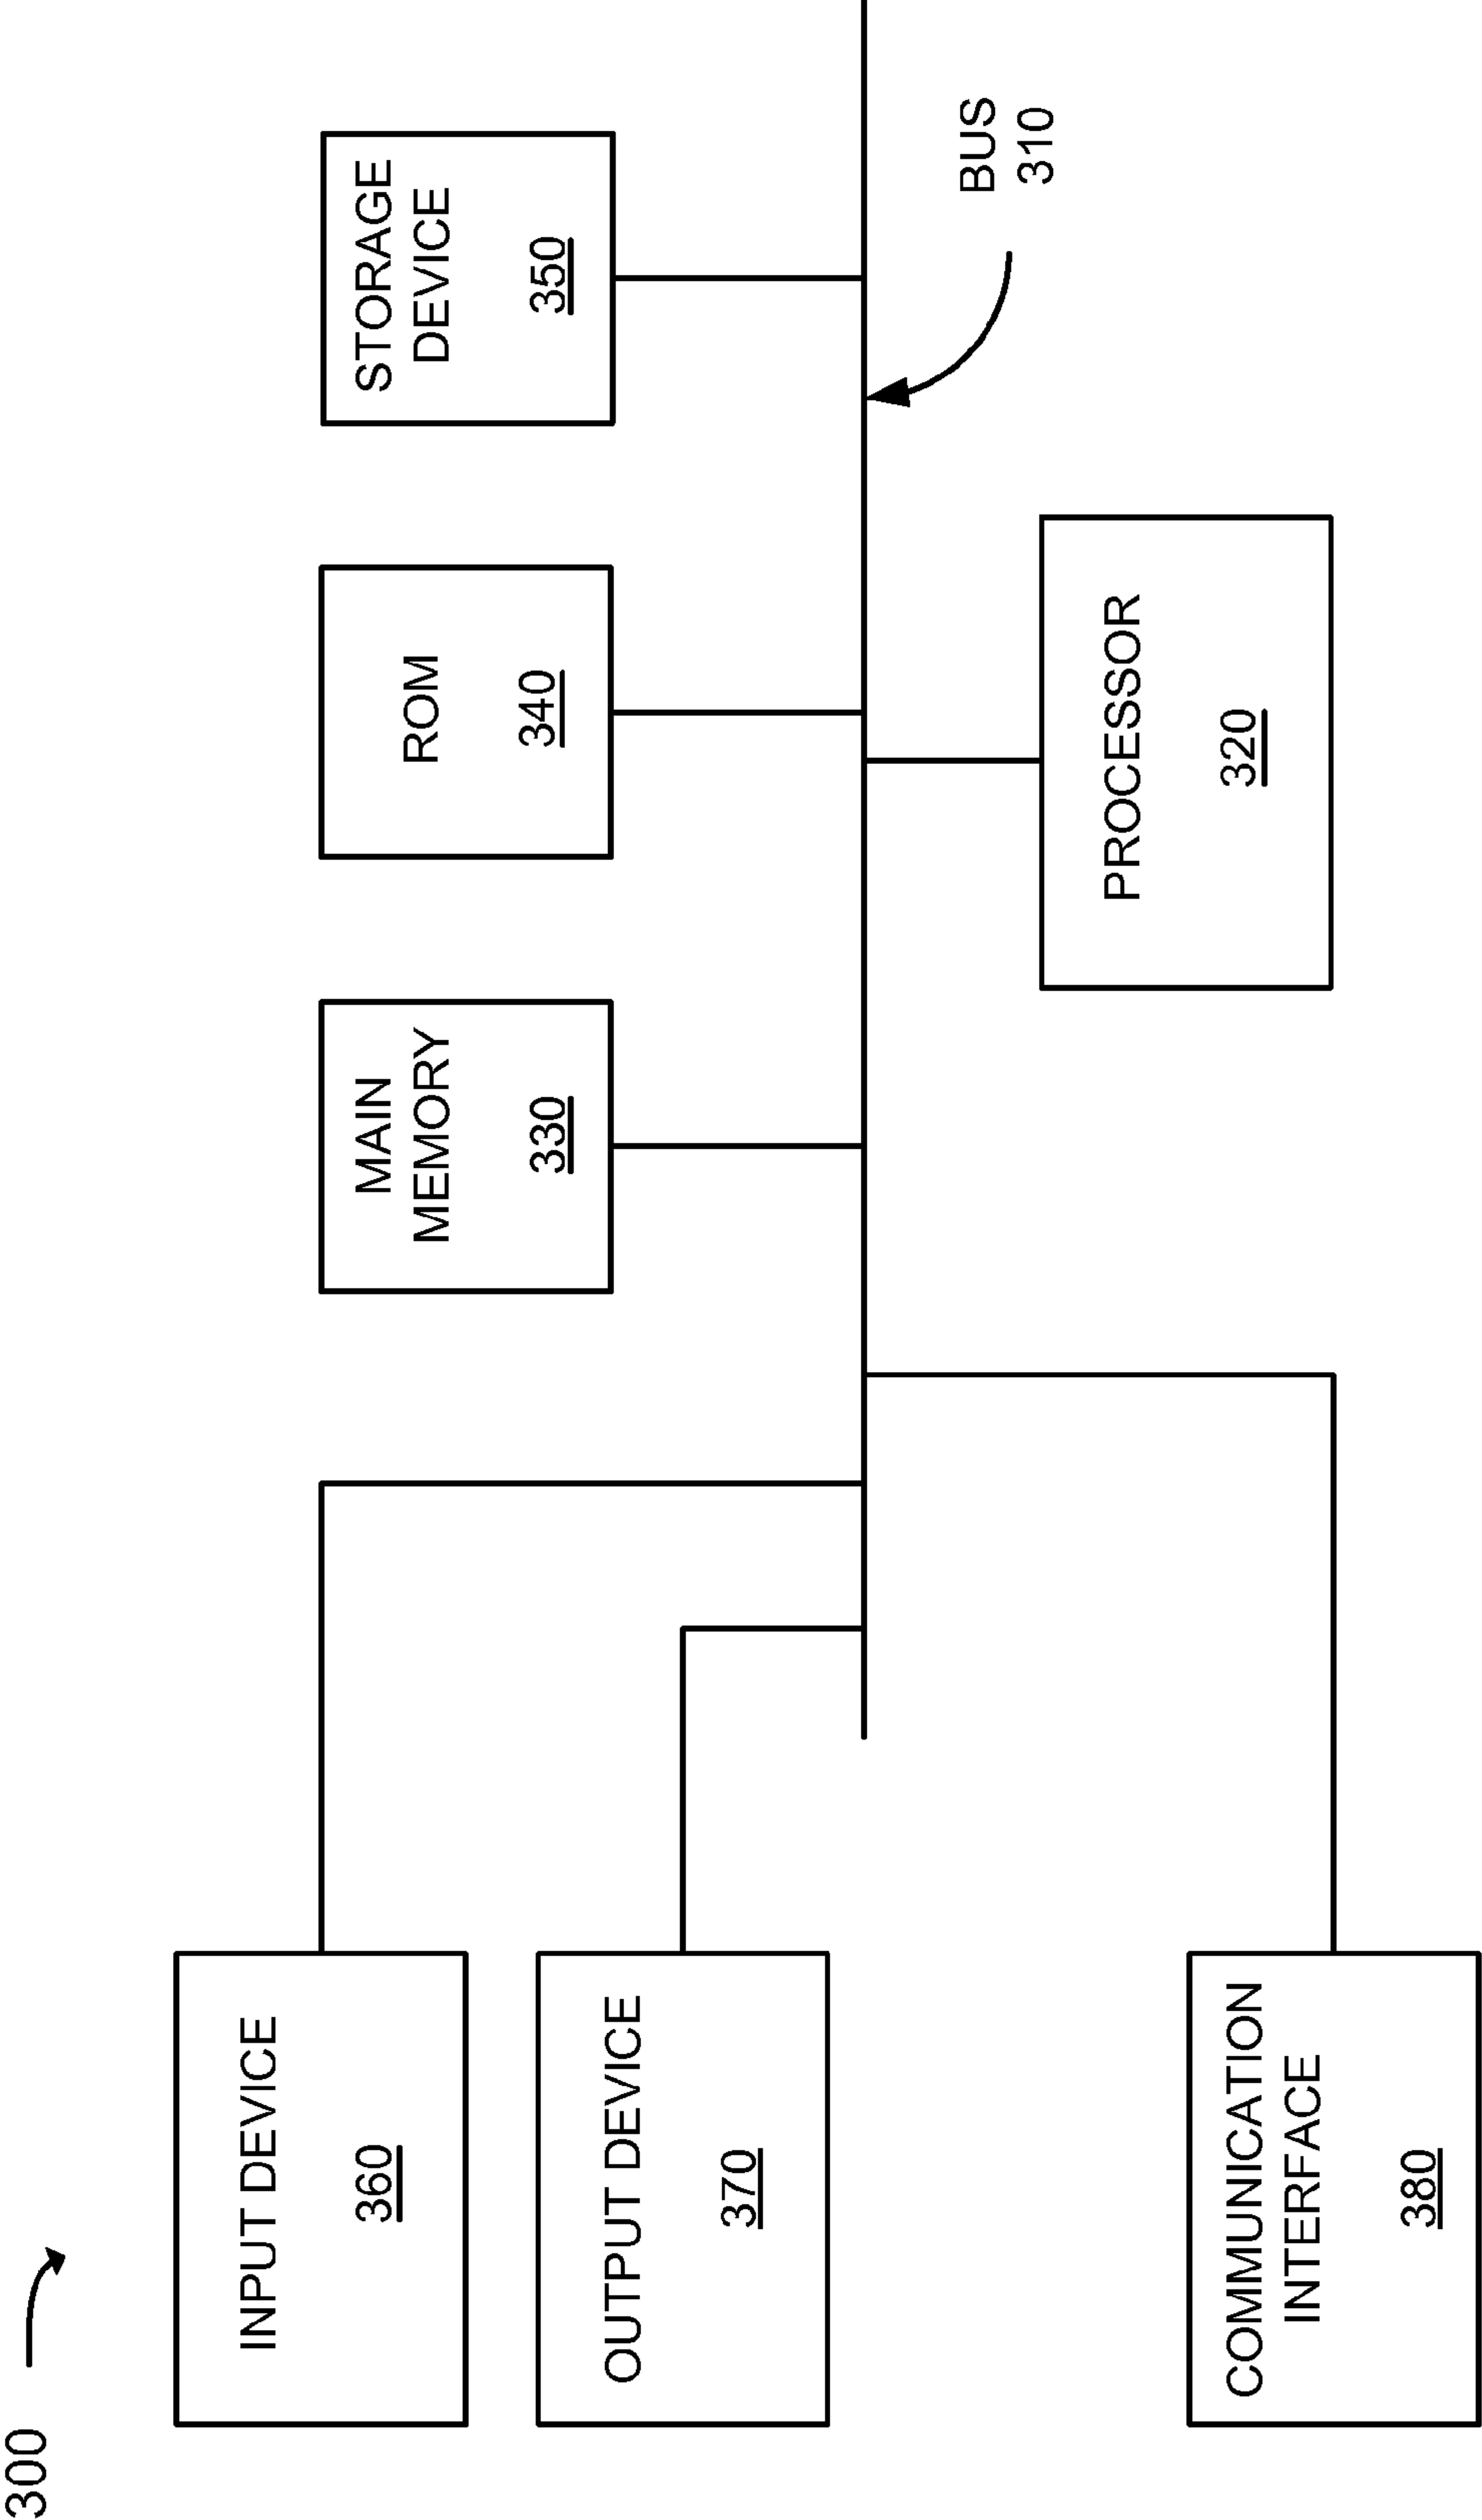 300
INPUT DEVICE
360
MAIN
MEMORY
330
ROM
340
STORAGE
DEVICE
350
OUTPUT DEVICE
370
BUS
310
COMMUNICATION
INTERFACE
380
PROCESSOR
320